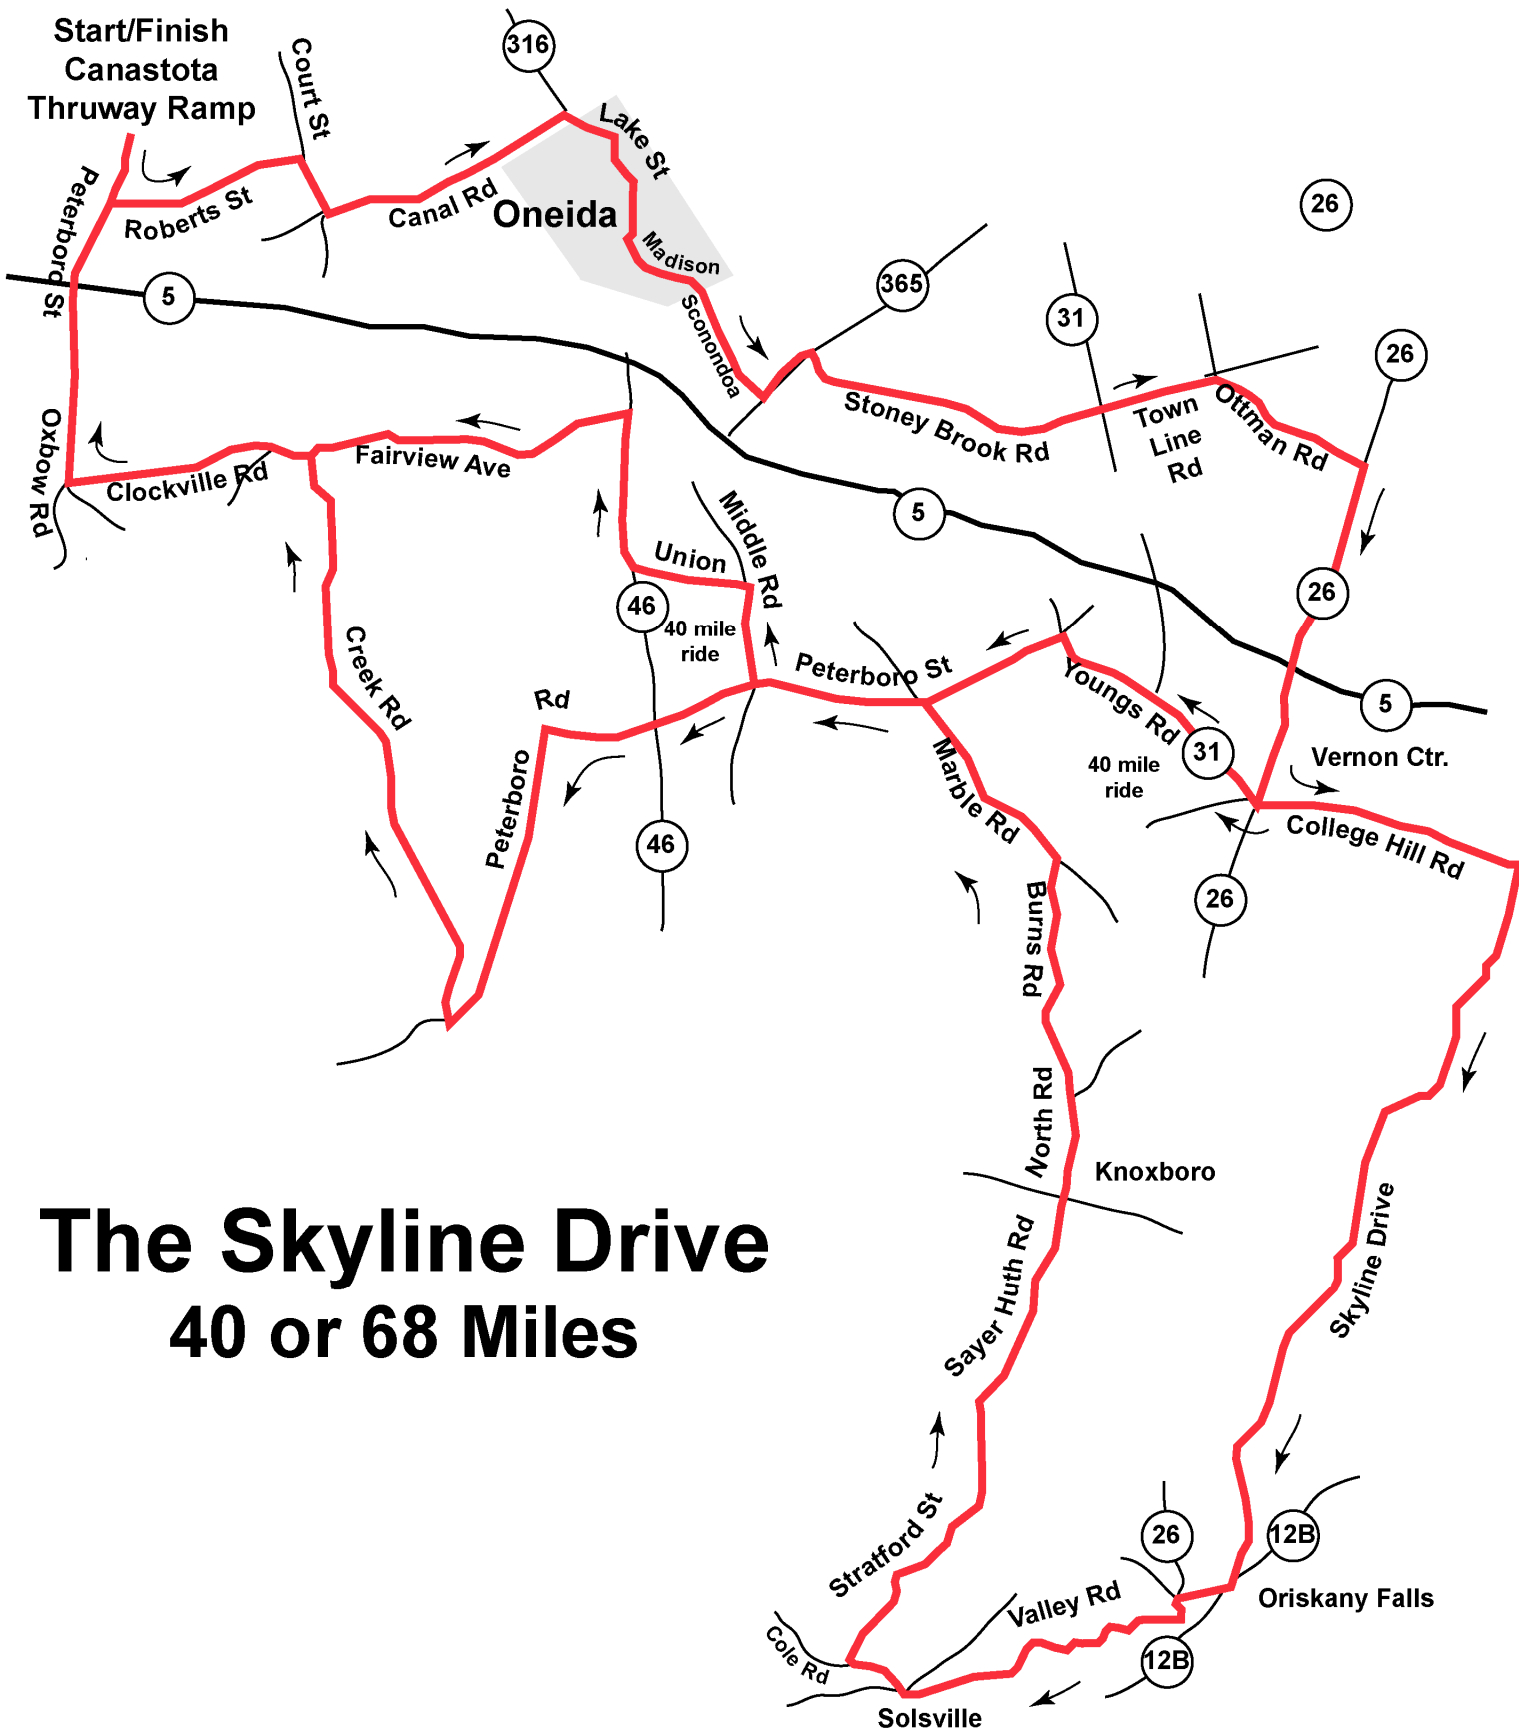 Start/Finish
Canastota
Thruway Ramp
Court St
316
Lake St
Peterboro St
Roberts St
Canal Rd
Oneida
26
Madison
365
5
Sconondoa
31
26
Stoney Brook Rd
Town
Line
Rd
Ottman Rd
Oxbow Rd
Clockville Rd
Fairview Ave
5
Middle Rd
Union
46
40 mile
ride
26
Creek Rd
Peterboro St
Youngs Rd
Rd
Peterboro
5
31
Vernon Ctr.
40 mile
ride
Marble Rd
46
College Hill Rd
26
Burns Rd
North Rd
Knoxboro
The Skyline Drive
40 or 68 Miles
Sayer Huth Rd
Skyline Drive
Stratford St
26
12B
Valley Rd
Oriskany Falls
Cole Rd
12B
Solsville